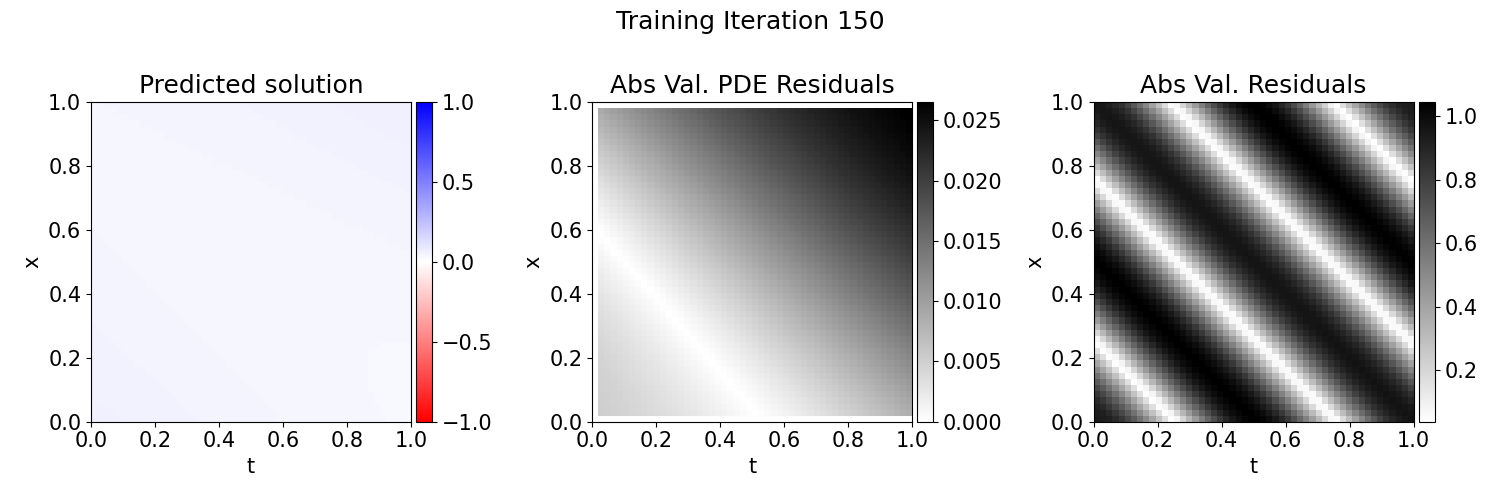 Training Iteration 150
Predicted solution
1.0
0.8
0.6
0.4
0.2
0.0
x
0.0 0.2 0.4 0.6 0.8 1.0
t
1.0
0.5
0.0
−0.5
−1.0
Abs Val. PDE Residuals
1.0
0.8
0.6
0.4
0.2
0.0
x
0.0 0.2 0.4 0.6 0.8 1.0
t
0.025
0.020
0.015
0.010
0.005
0.000
Abs Val. Residuals
1.0
0.8
0.6
0.4
0.2
0.0
x
0.0 0.2 0.4 0.6 0.8 1.0
t
1.0
0.8
0.6
0.4
0.2